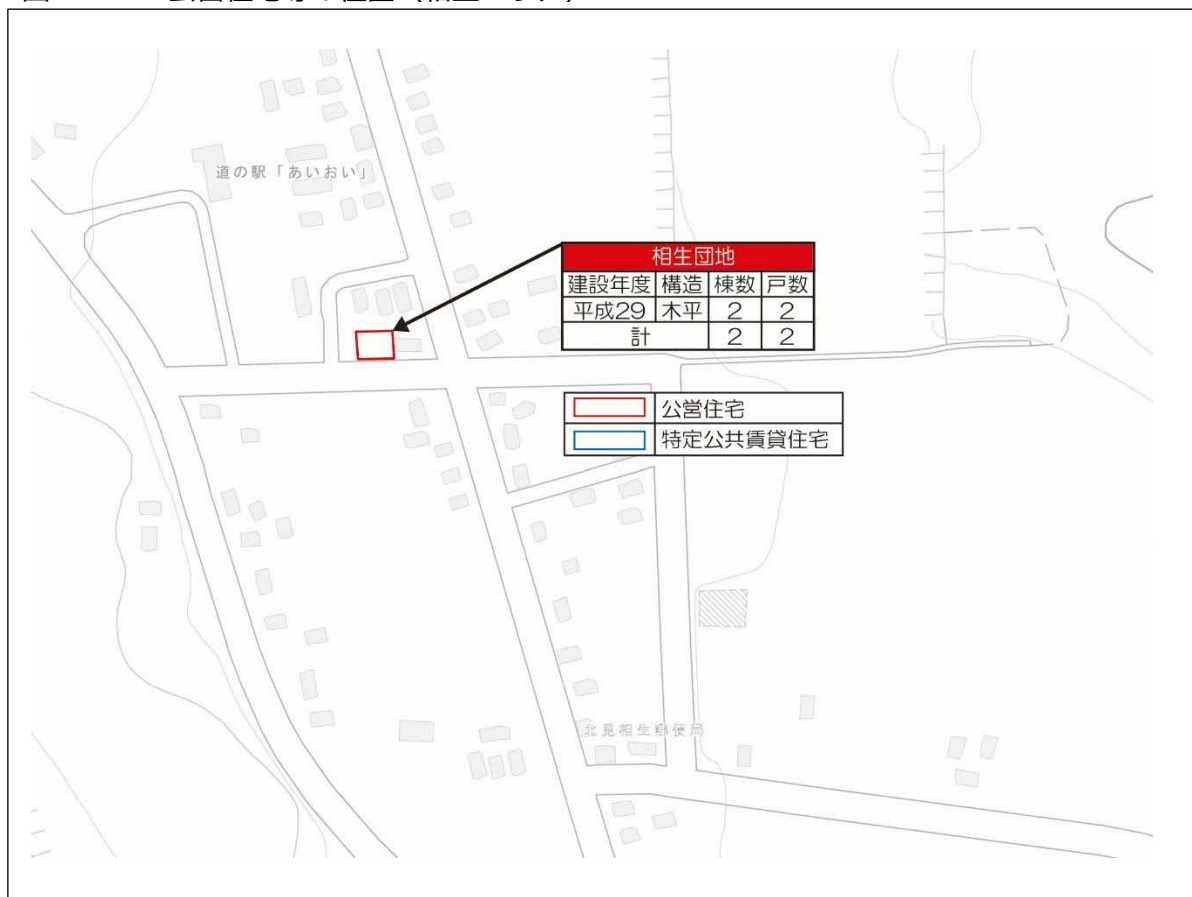 道の駅「あいおい」
相生団地
建設年度 構造 棟数 戸数
平成29 木平 2 2
計 2 2
公営住宅
特定公共賃貸住宅
北見相生郵便局